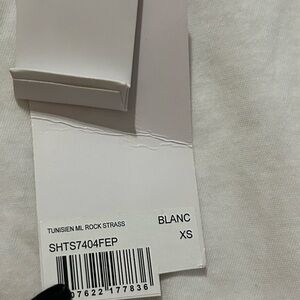 TUNISIEN ML ROCK STRASS
SHTS7404FEP
BLANC
XS
07622 177836